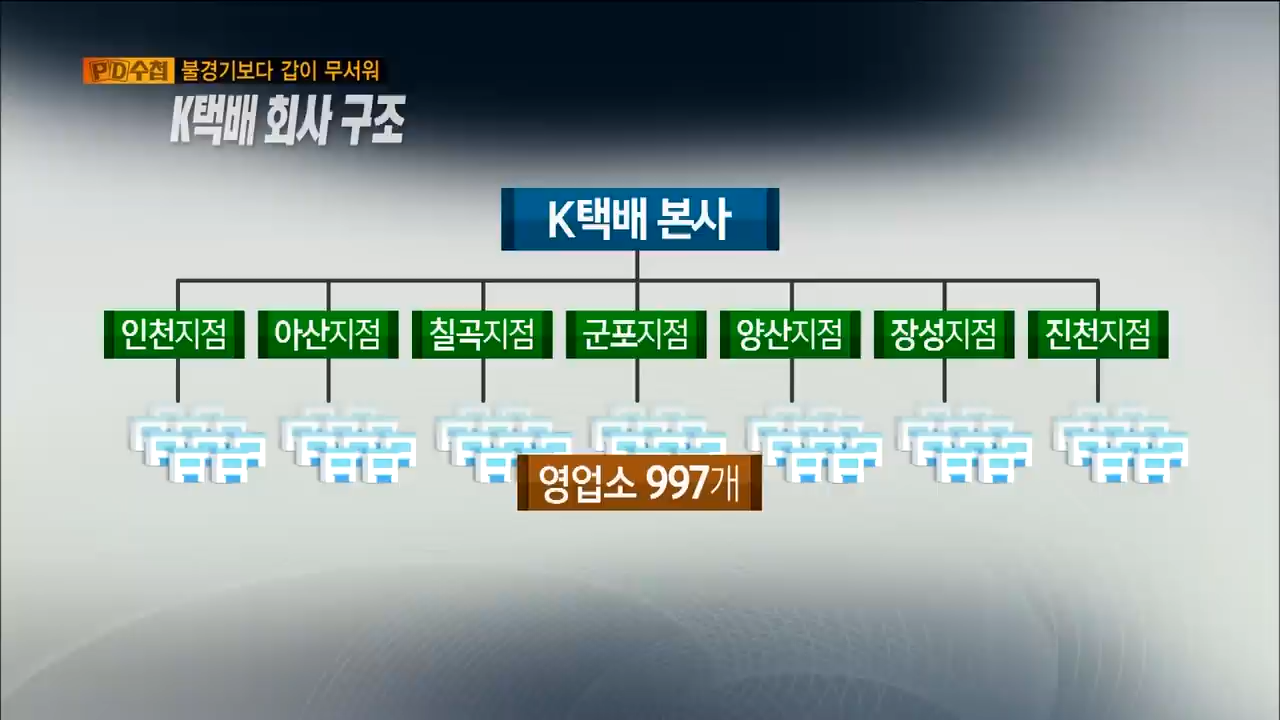 PD수첩 불경기보다 갑이 무서워
K택배 회사 구조
K택배 본사
인천지점 아산지점 칠곡지점 군포지점 양산지점 장성지점 진천지점
영업소 997개